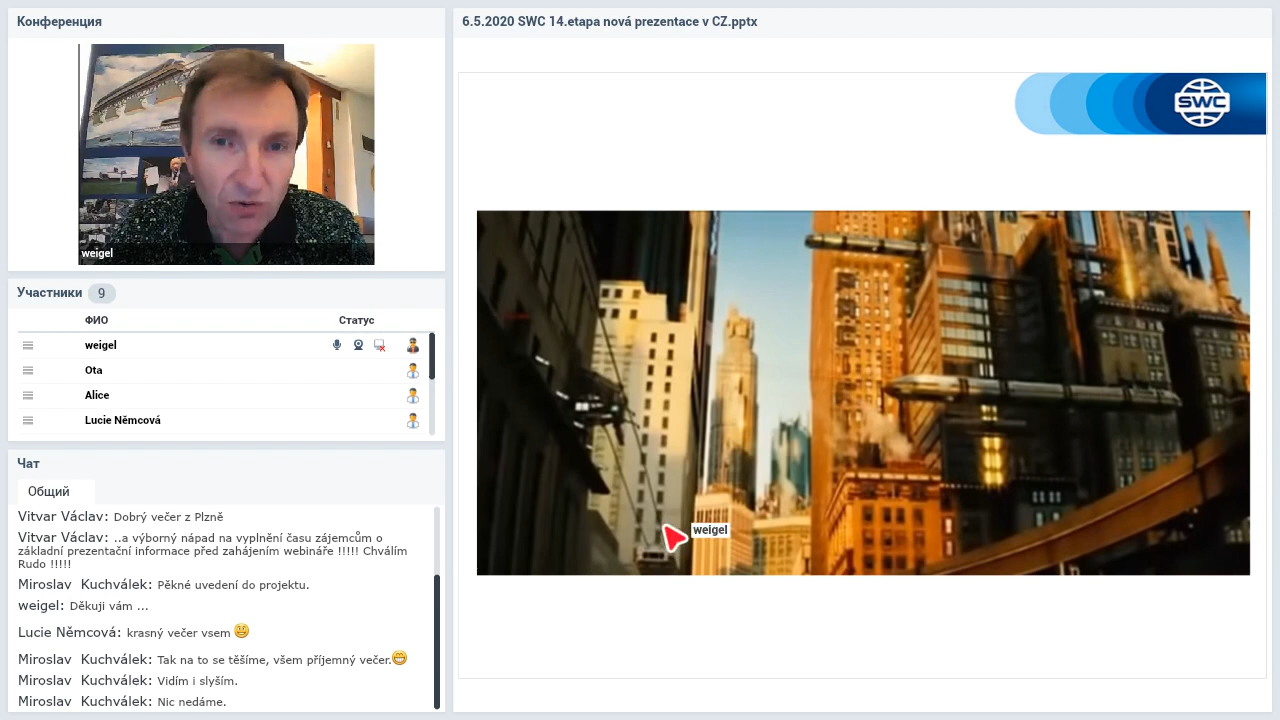 Конференция
weigel
Участники 9
ФИО Статус
weigel
Ota
Alice
Lucie Němcová
Чат
Общий
Vitvar Václav: Dobrý večer z Plzně
Vitvar Václav: ..a výborný nápad na vyplnění času zájemcům o
základní prezentační informace před zahájením webináře !!!!! Chválím
Rudo !!!!!
Miroslav Kuchválek: Pěkné uvedení do projektu.
weigel: Děkuji vám ...
Lucie Němcová: krasný večer vsem
Miroslav Kuchválek: Tak na to se těšíme, všem příjemný večer.
Miroslav Kuchválek: Vidím i slyším.
Miroslav Kuchválek: Nic nedáme.
6.5.2020 SWC 14.etapa nová prezentace v CZ.pptx
SWC
weigel